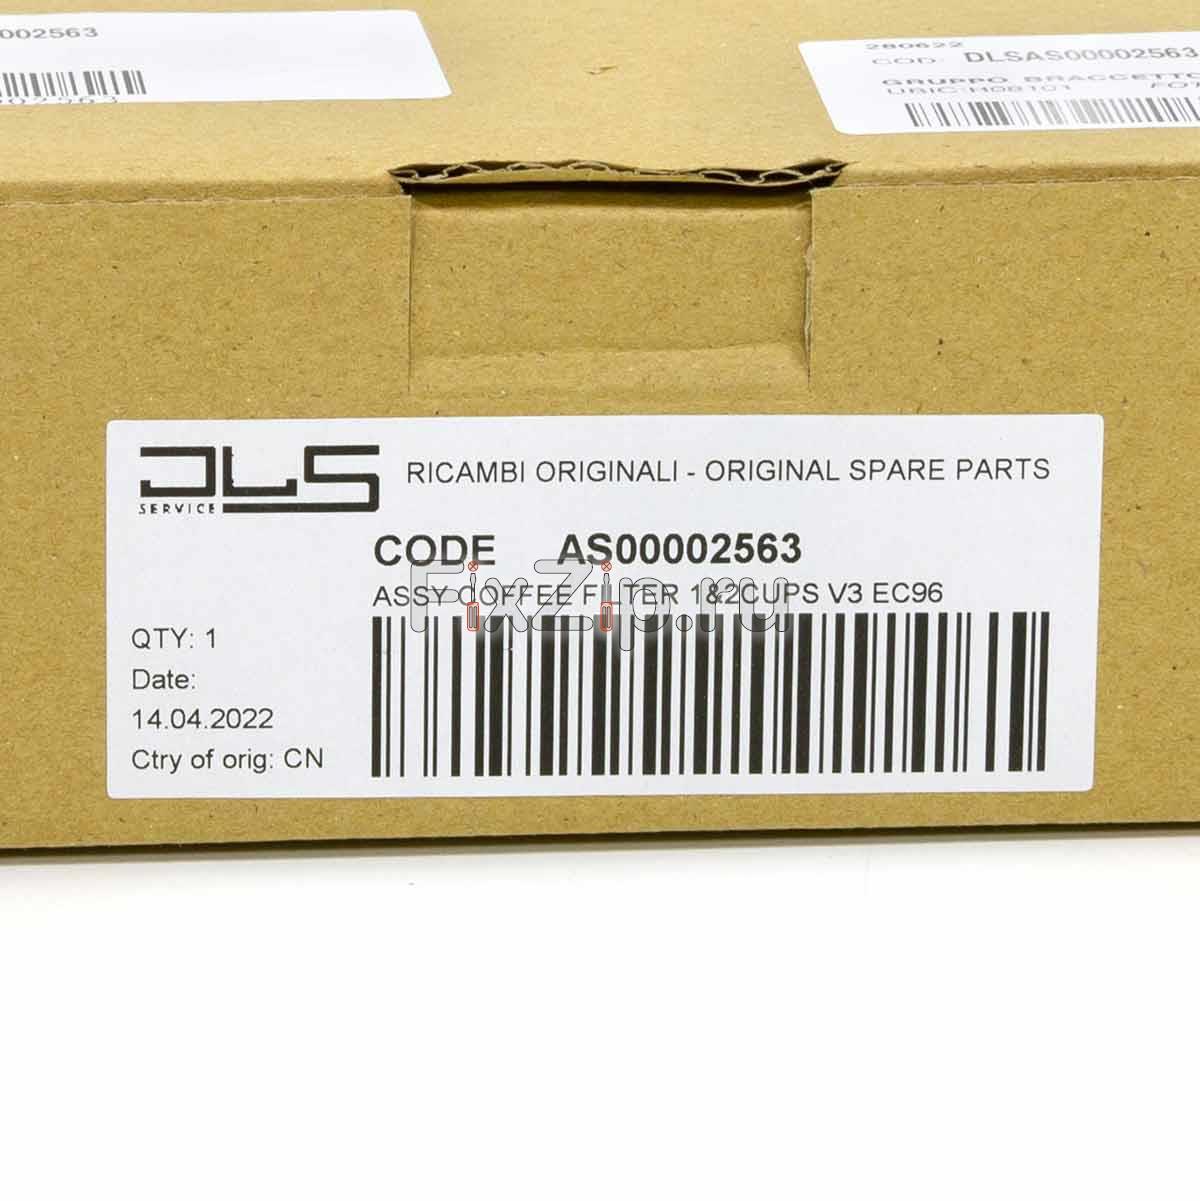 00002563
280622
COD: DLSAS00002563
GRUPPO BRACCETTO
UBIC:H08101
DLS
SERVICE
RICAMBI ORIGINALI - ORIGINAL SPARE PARTS
CODE AS00002563
ASSY COFFEE FILTER 1&2CUPS V3 EC96
FixZip.ru
QTY: 1
Date:
14.04.2022
Ctry of orig: CN